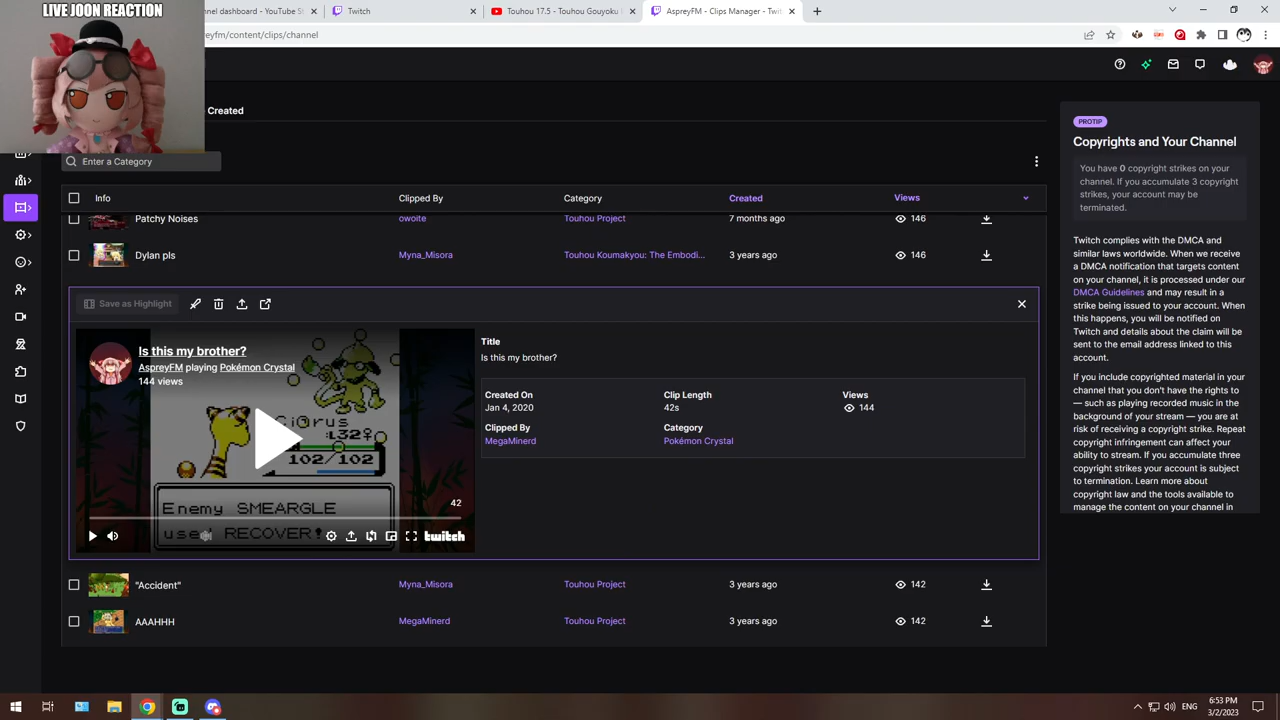 LIVE JOON REACTION
nnel dashboard - YouTube S
Twitch
Touhou 17.5 - Touhou Gouyoku
AspreyFM - Clips Manager - Twi
eyfm/content/clips/channel
Created
Enter a Category
Info
Clipped By
Category
Created
Views
Patchy Noises
owoite
Touhou Project
7 months ago
146
Dylan pls
Myna_Misora
Touhou Koumakyou: The Embodi...
3 years ago
146
Save as Highlight
Is this my brother?
AspreyFM playing Pokémon Crystal
144 views
:L32
102/102
42
Enemy SMEARGLE
used RECOVER!
twitch
Title
Is this my brother?
Created On
Jan 4, 2020
Clip Length
42s
Views
144
Clipped By
MegaMinerd
Category
Pokémon Crystal
"Accident"
Myna_Misora
Touhou Project
3 years ago
142
AAAHHH
MegaMinerd
Touhou Project
3 years ago
142
PROTIP
Copyrights and Your Channel
You have 0 copyright strikes on your
channel. If you accumulate 3 copyright
strikes, your account may be
terminated.
Twitch complies with the DMCA and
similar laws worldwide. When we
receive a DMCA notification that targets content
on your channel, it is processed under our
DMCA Guidelines and may result in a
strike being issued to your account. When
this happens, you will be notified on
Twitch and details about the claim will be
sent to the email address linked to this
account.
If you include copyrighted material in your
channel that you don't have the rights to
— such as playing recorded music in the
background of your stream — you are at
risk of receiving a copyright strike. Repeat
copyright infringement can affect your
ability to stream. If you accumulate three
copyright strikes your account is subject
to termination. Learn more about
copyright law and the tools available to
manage the content on your channel in
ENG
6:53 PM
3/2/2023